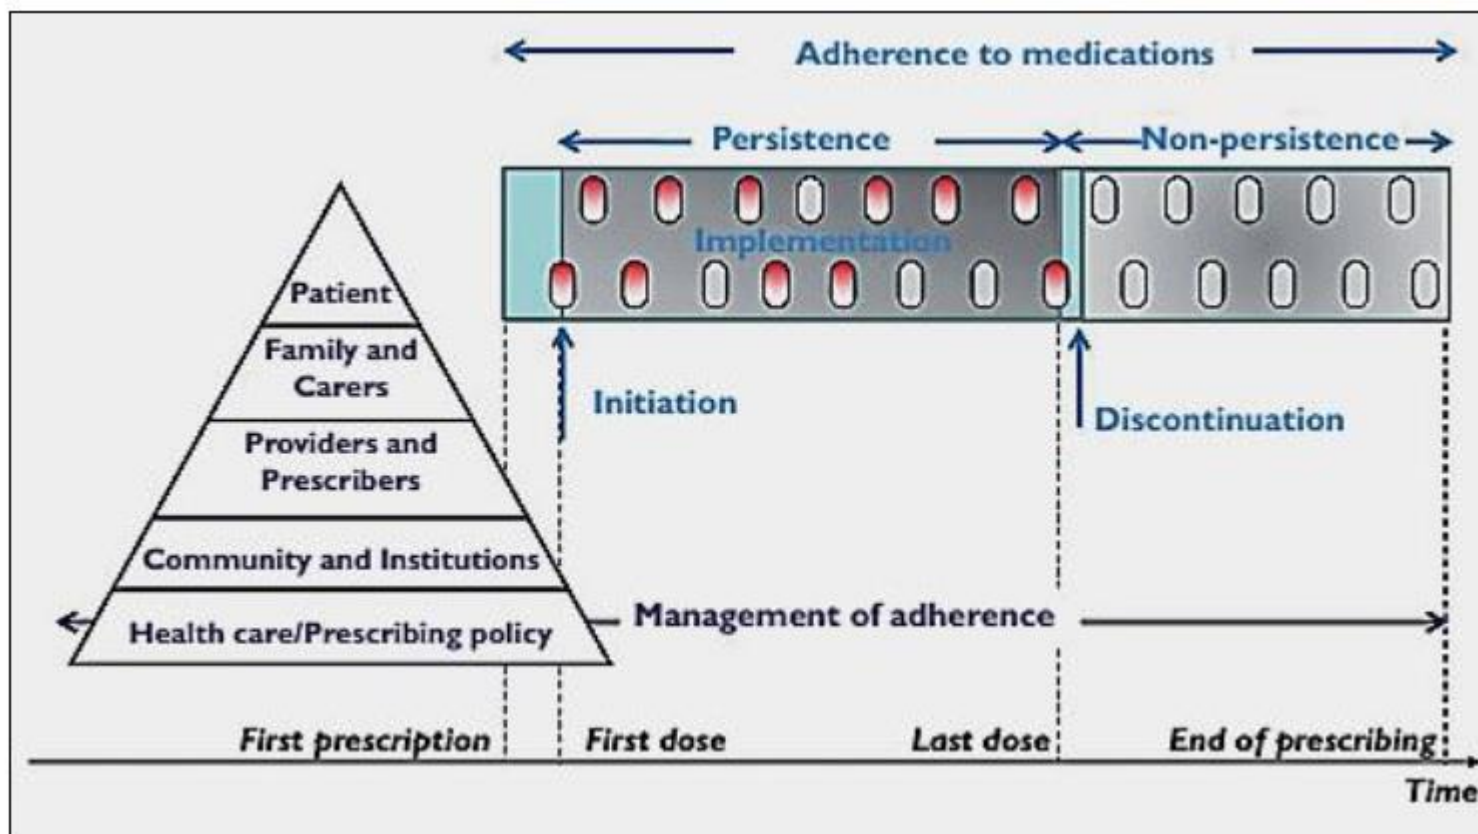 Adherence to medications
Persistence
Non-persistence
Implementation
Patient
Family and
Carers
Initiation
Discontinuation
Providers and
Prescribers
Community and Institutions
Management of adherence
Health care/Prescribing policy
First prescription
First dose
Last dose
End of prescribing
Time